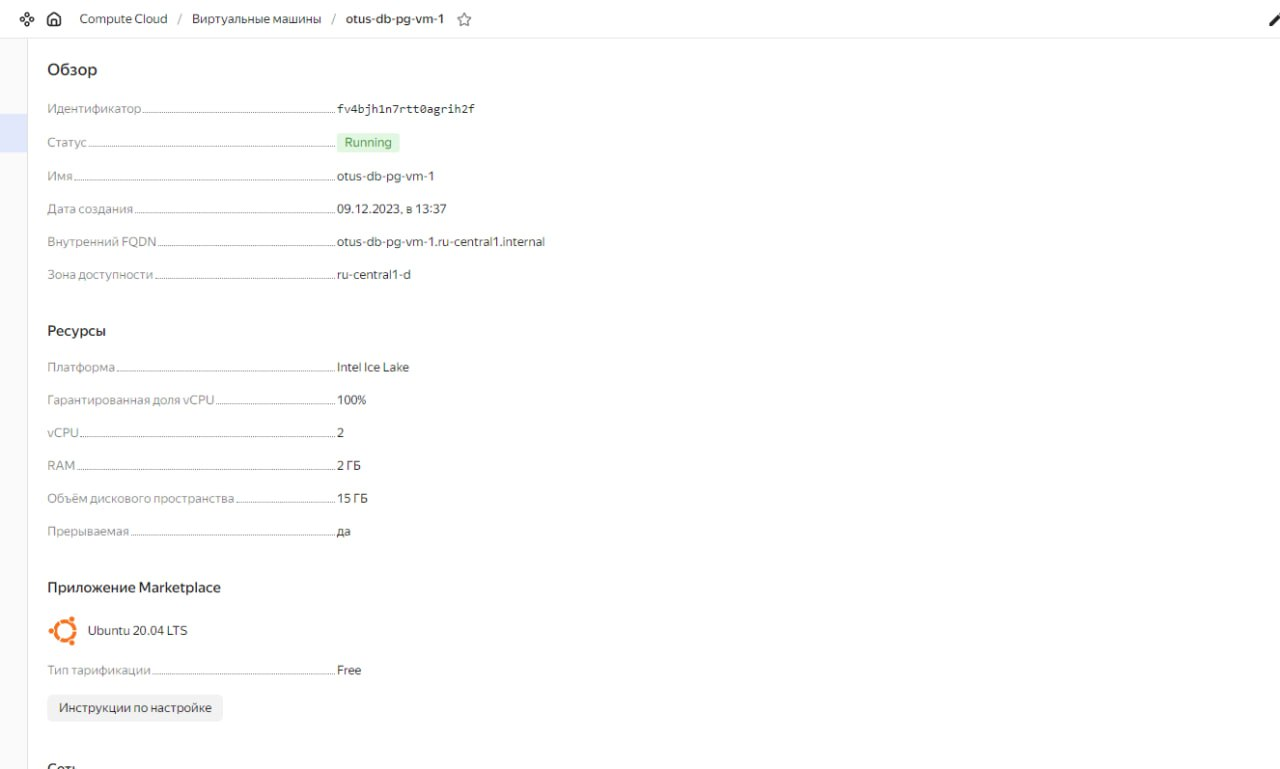 Compute Cloud / Виртуальные машины / otus-db-pg-vm-1
Обзор
Идентификатор fv4bjh1n7rtt0agrih2f
Статус Running
Имя otus-db-pg-vm-1
Дата создания 09.12.2023, в 13:37
Внутренний FQDN otus-db-pg-vm-1.ru-central1.internal
Зона доступности ru-central1-d
Ресурсы
Платформа Intel Ice Lake
Гарантированная доля vCPU 100%
vCPU 2
RAM 2 ГБ
Объём дискового пространства 15 ГБ
Прерываемая да
Приложение Marketplace
Ubuntu 20.04 LTS
Тип тарификации Free
Инструкции по настройке
Сеть